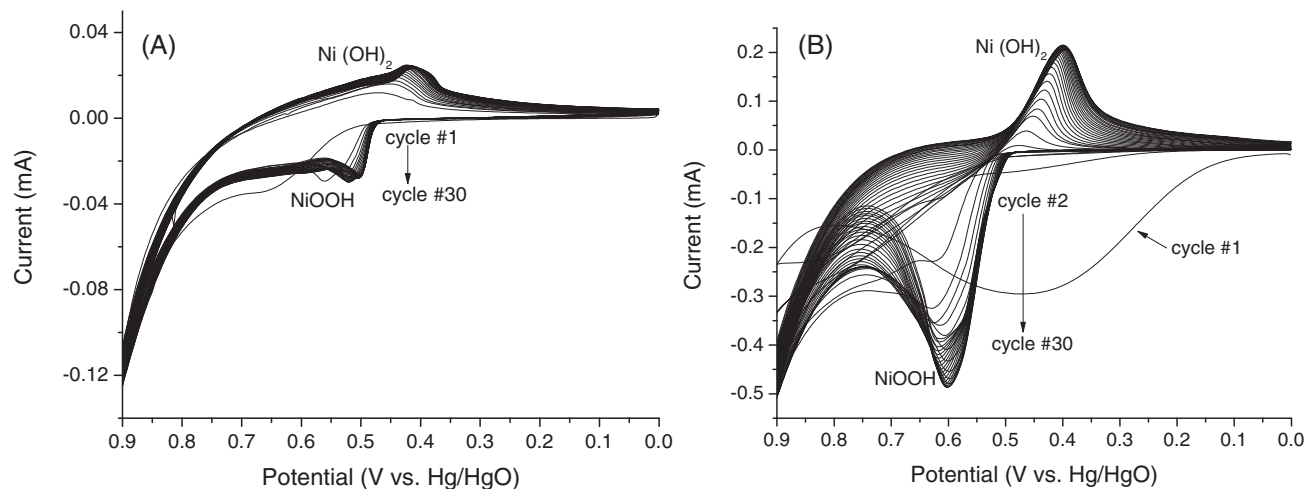 (A)
Ni (OH)2
cycle #1
cycle #30
NiOOH
0.04
0.00
-0.04
-0.08
-0.12
Current (mA)
0.9 0.8 0.7 0.6 0.5 0.4 0.3 0.2 0.1 0.0
Potential (V vs. Hg/HgO)
(B)
Ni (OH)2
cycle #2
cycle #1
cycle #30
NiOOH
0.2
0.1
0.0
-0.1
-0.2
-0.3
-0.4
-0.5
Current (mA)
0.9 0.8 0.7 0.6 0.5 0.4 0.3 0.2 0.1 0.0
Potential (V vs. Hg/HgO)